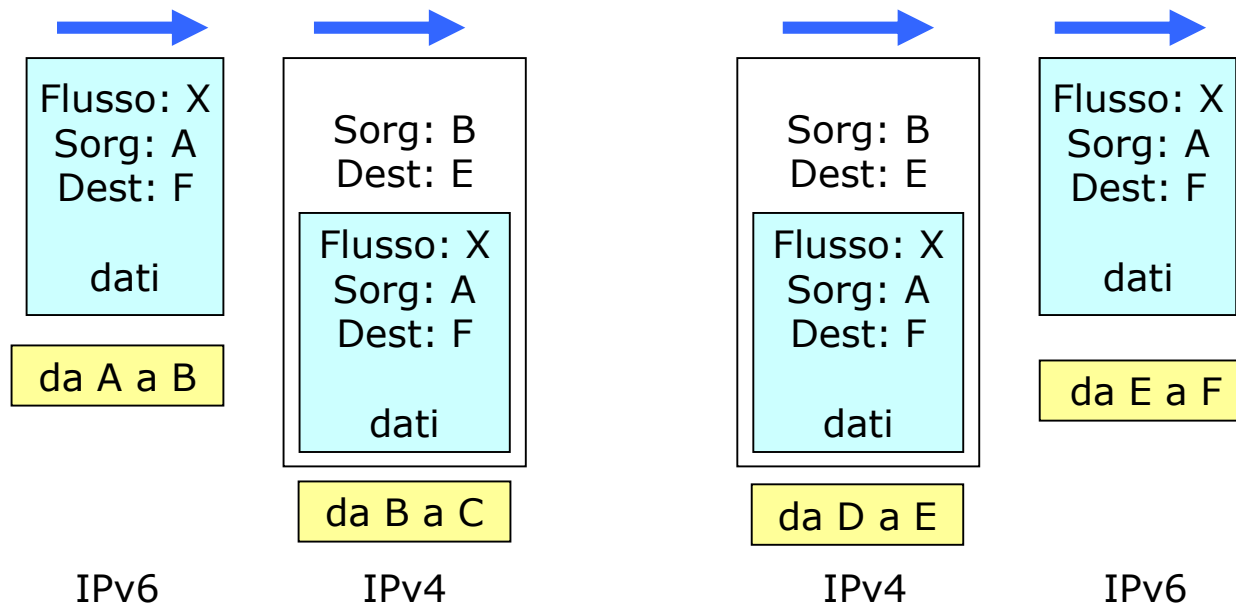 Flusso: X
Sorg: A
Dest: F
dati
da A a B
IPv6
Sorg: B
Dest: E
Flusso: X
Sorg: A
Dest: F
dati
da B a C
IPv4
Sorg: B
Dest: E
Flusso: X
Sorg: A
Dest: F
dati
da D a E
IPv4
Flusso: X
Sorg: A
Dest: F
dati
da E a F
IPv6